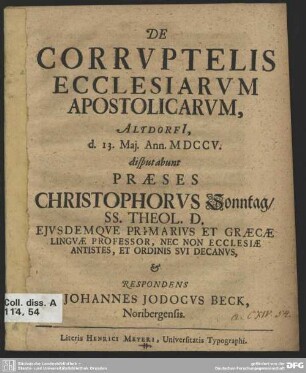 DE
CORRVPTELIS
ECCLESIARVM
APOSTOLICARVM,
ALTDORFI,
d. 13. Maj. Ann. MDCCV.
disputabunt
PRÆSES
CHRISTOPHORVS Sonntag/
SS. THEOL. D.
EJVSDEMQVE PRIMARIVS ET GRÆCÆ
LINGVÆ PROFESSOR, NEC NON ECCLESIÆ
ANTISTES, ET ORDINIS SVI DECANVS,
&
RESPONDENS
JOHANNES JODOCVS BECK,
Noribergensis.
Coll. diss. A
114, 54
Literis HENRICI MEYERI, Universitatis Typographi.